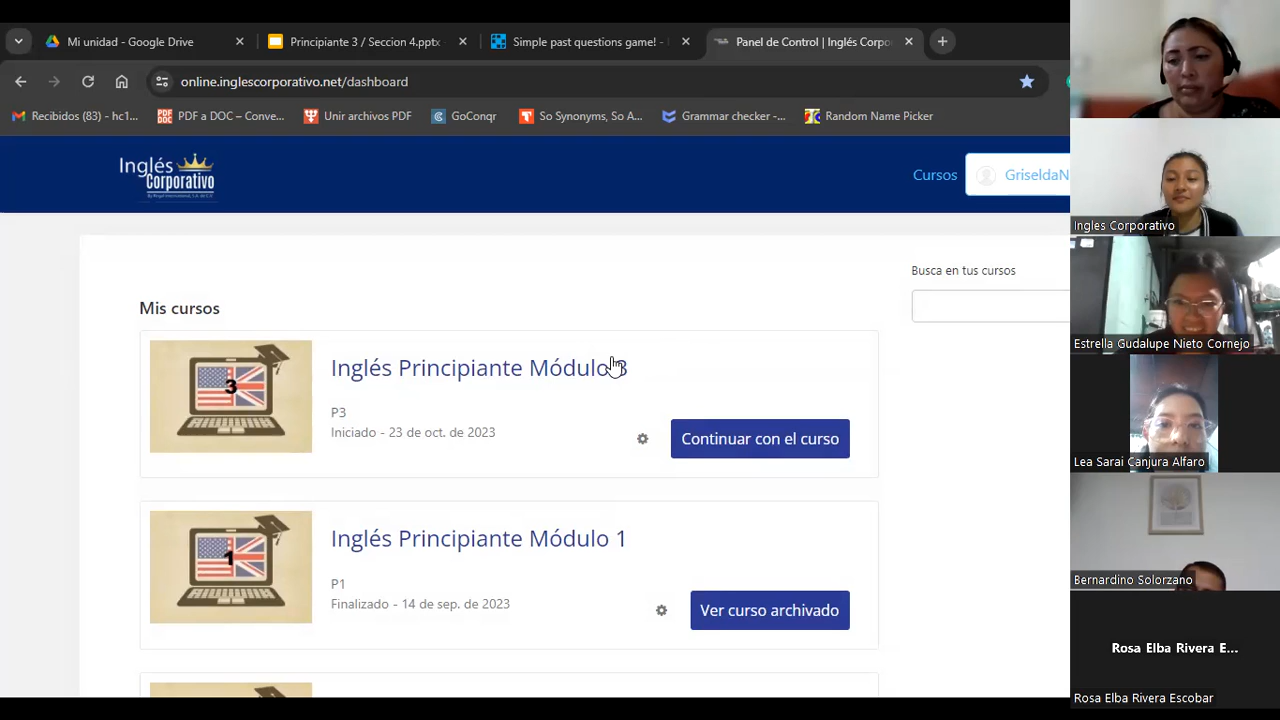 Mi unidad - Google Drive
Principiante 3 / Seccion 4.pptx
Simple past questions game! -
Panel de Control | Inglés Corpo
online.inglescorporativo.net/dashboard
Recibidos (83) - hc1...
PDF a DOC – Conve...
Unir archivos PDF
GoConqr
So Synonyms, So A...
Grammar checker -...
Random Name Picker
Inglés
Corporativo
Cursos
GriseldaN
Mis cursos
Busca en tus cursos
3
Inglés Principiante Módulo 3
P3
Iniciado - 23 de oct. de 2023
Continuar con el curso
1
Inglés Principiante Módulo 1
P1
Finalizado - 14 de sep. de 2023
Ver curso archivado
Ingles Corporativo
Estrella Gudalupe Nieto Cornejo
Lea Sarai Canjura Alfaro
Bernardino Solorzano
Rosa Elba Rivera E...
Rosa Elba Rivera Escobar